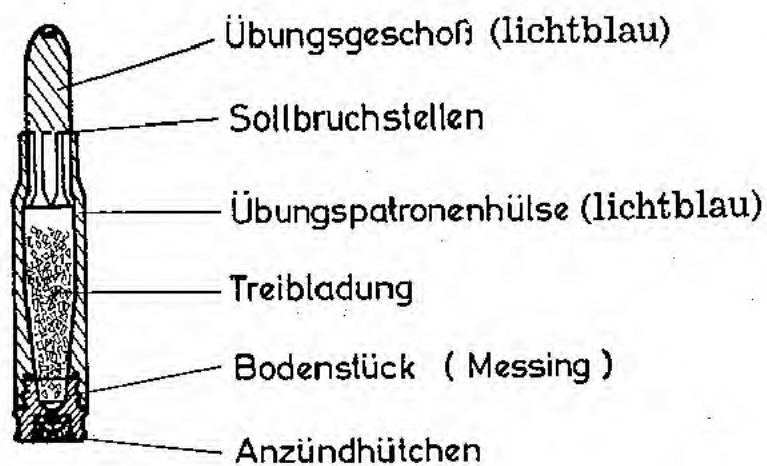 Übungsgeschoß (lichtblau)
Sollbruchstellen
Übungspatronenhülse (lichtblau)
Treibladung
Bodenstück ( Messing )
Anzündhütchen